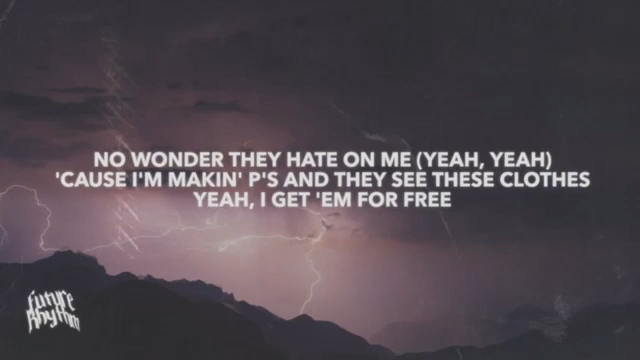 NO WONDER THEY HATE ON ME (YEAH, YEAH)
'CAUSE I'M MAKIN' P'S AND THEY SEE THESE CLOTHES
YEAH, I GET 'EM FOR FREE
Future
Rhythm